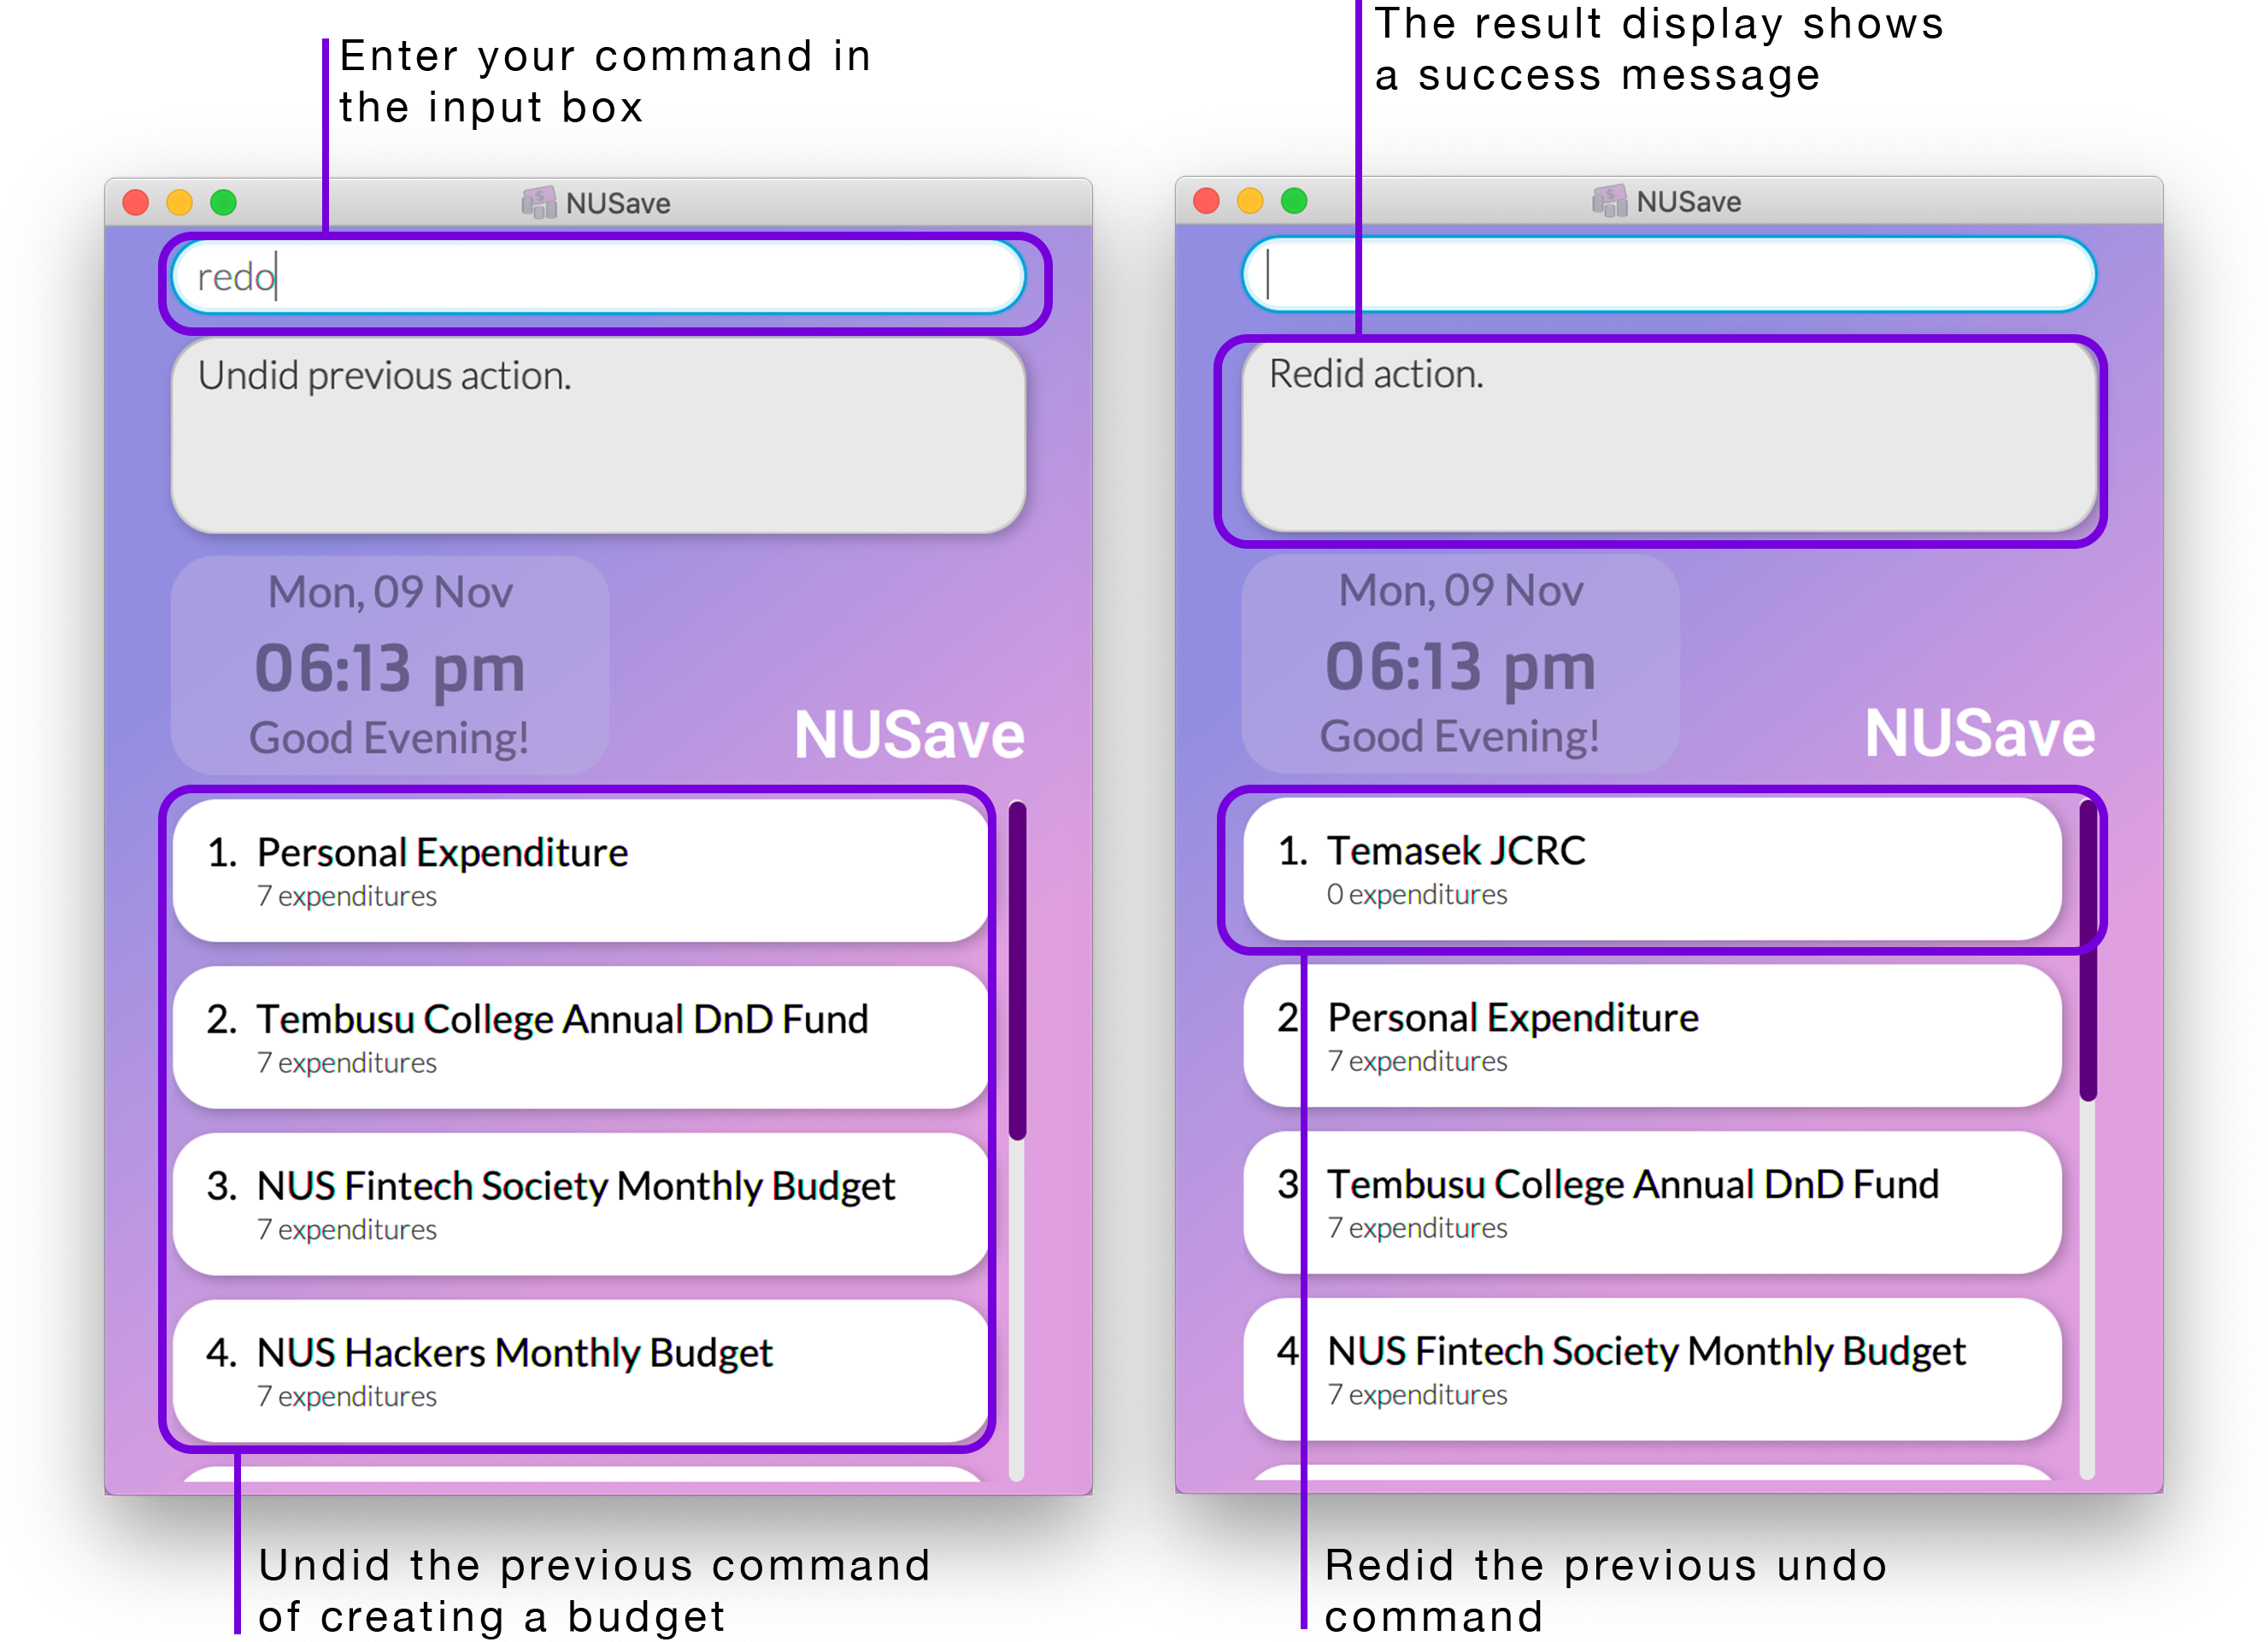 Enter your command in
the input box
The result display shows
a success message
NUSave
redo
Undid previous action.
Mon, 09 Nov
06:13 pm
Good Evening!
NUSave
1. Personal Expenditure
7 expenditures
2. Tembusu College Annual DnD Fund
7 expenditures
3. NUS Fintech Society Monthly Budget
7 expenditures
4. NUS Hackers Monthly Budget
7 expenditures
Undid the previous command
of creating a budget
NUSave
Redid action.
Mon, 09 Nov
06:13 pm
Good Evening!
NUSave
1. Temasek JCRC
0 expenditures
2 Personal Expenditure
7 expenditures
3 Tembusu College Annual DnD Fund
7 expenditures
4 NUS Fintech Society Monthly Budget
7 expenditures
Redid the previous undo
command